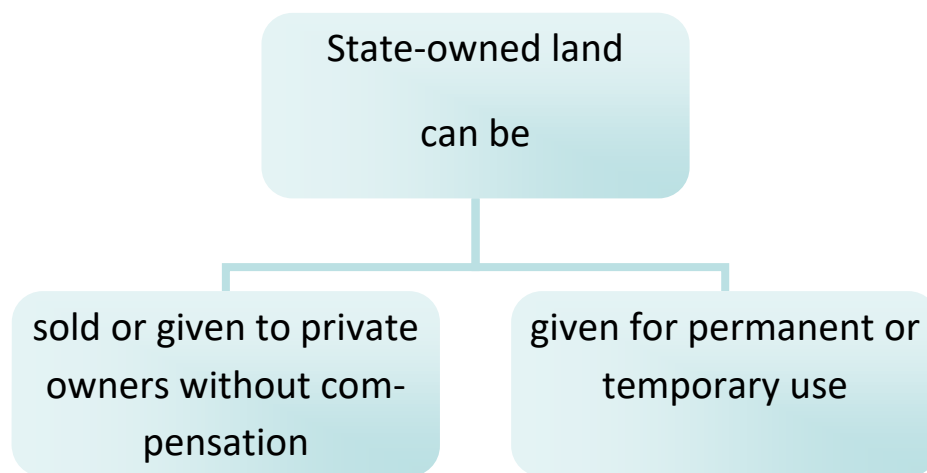 State-owned land
can be
sold or given to private
owners without com-
pensation
given for permanent or
temporary use